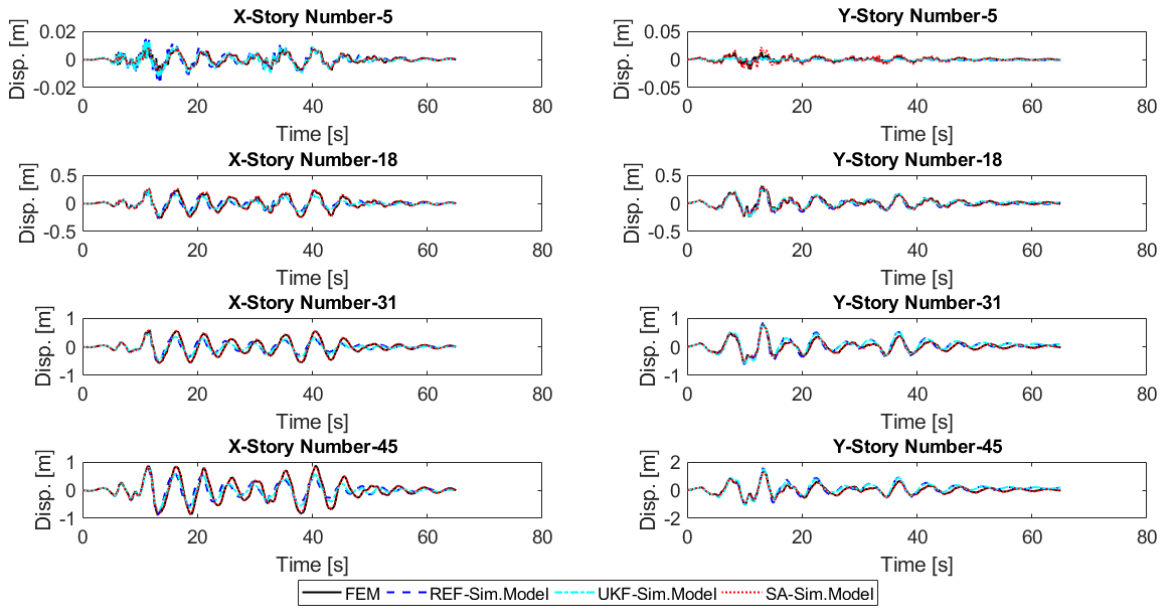 X-Story Number-5
Disp. [m]
0.02
0
-0.02
0 20 40 60 80
Time [s]
Y-Story Number-5
Disp. [m]
0.05
0
-0.05
0 20 40 60 80
Time [s]
X-Story Number-18
Disp. [m]
0.5
0
-0.5
0 20 40 60 80
Time [s]
Y-Story Number-18
Disp. [m]
0.5
0
-0.5
0 20 40 60 80
Time [s]
X-Story Number-31
Disp. [m]
1
0
-1
0 20 40 60 80
Time [s]
Y-Story Number-31
Disp. [m]
1
0
-1
0 20 40 60 80
Time [s]
X-Story Number-45
Disp. [m]
1
0
-1
0 20 40 60 80
Time [s]
Y-Story Number-45
Disp. [m]
2
0
-2
0 20 40 60 80
Time [s]
FEM REF-Sim.Model UKF-Sim.Model SA-Sim.Model